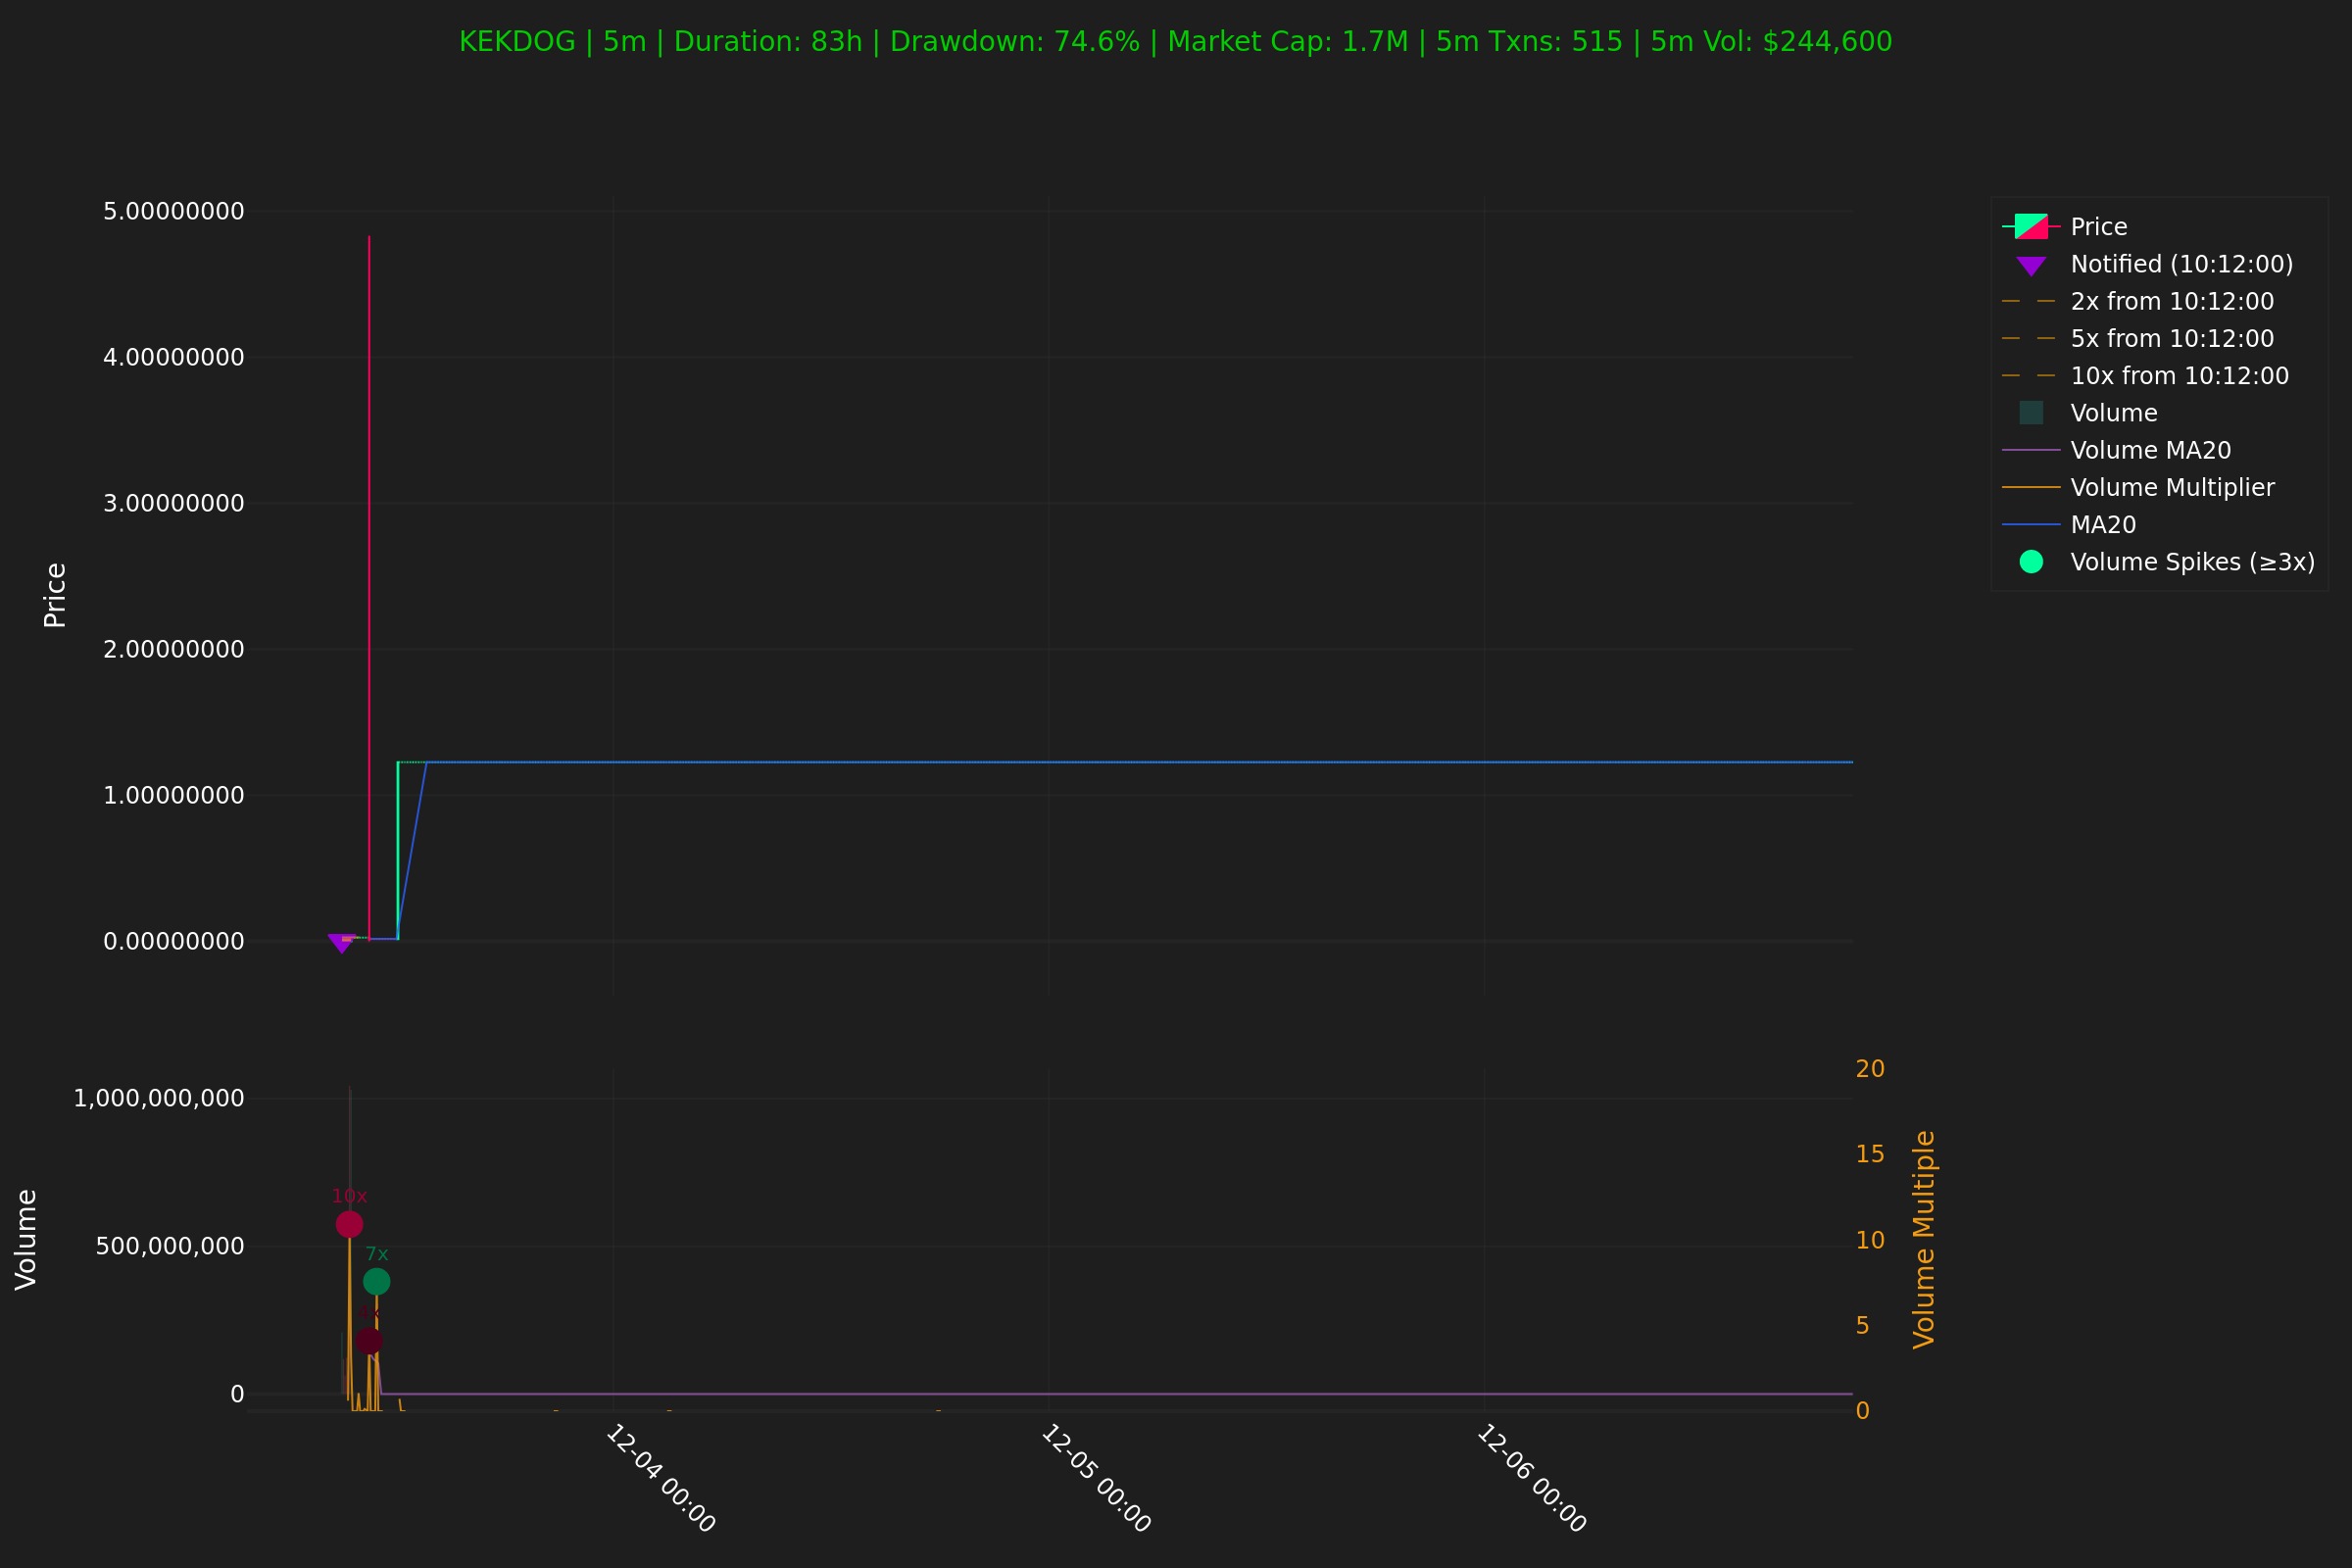 KEKDOG | 5m | Duration: 83h | Drawdown: 74.6% | Market Cap: 1.7M | 5m Txns: 515 | 5m Vol: $244,600
5.00000000
4.00000000
3.00000000
2.00000000
1.00000000
0.00000000
Price
Price
Notified (10:12:00)
2x from 10:12:00
5x from 10:12:00
10x from 10:12:00
Volume
Volume MA20
Volume Multiplier
MA20
Volume Spikes (≥3x)
1,000,000,000
500,000,000
0
Volume
10x
7x
20
15
10
5
0
Volume Multiple
12-04 00:00
12-05 00:00
12-06 00:00